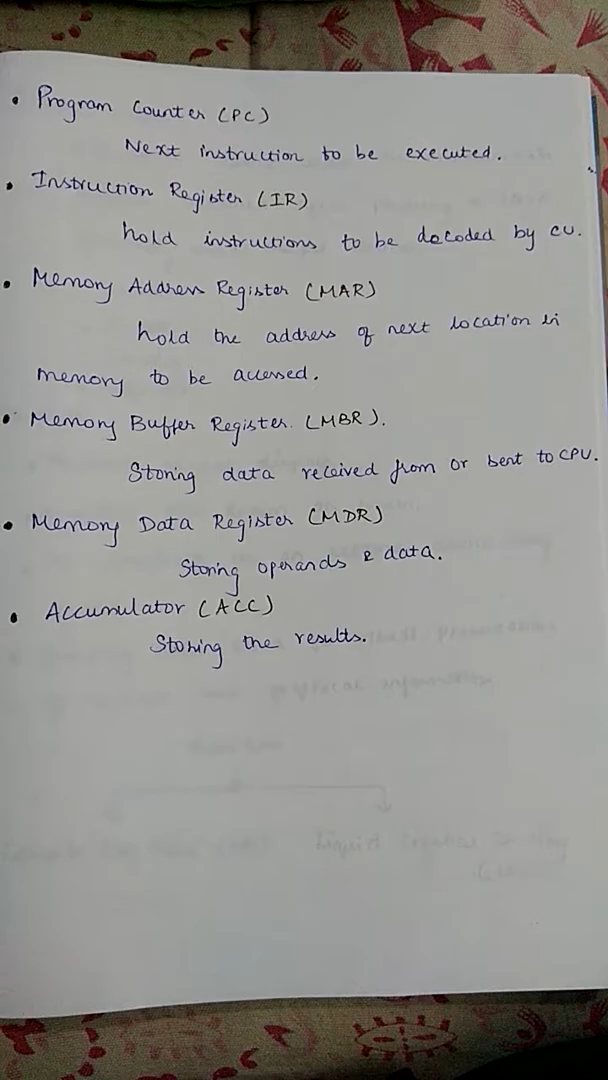 • Program Counter (PC)
Next instruction to be executed.
• Instruction Register (IR)
hold instructions to be decoded by CU.
• Memory Address Register (MAR)
hold the address of next location in
memory to be accessed.
• Memory Buffer Register (MBR).
Storing data received from or sent to CPU.
• Memory Data Register (MDR)
Storing operands & data.
• Accumulator (ACC)
Storing the results.